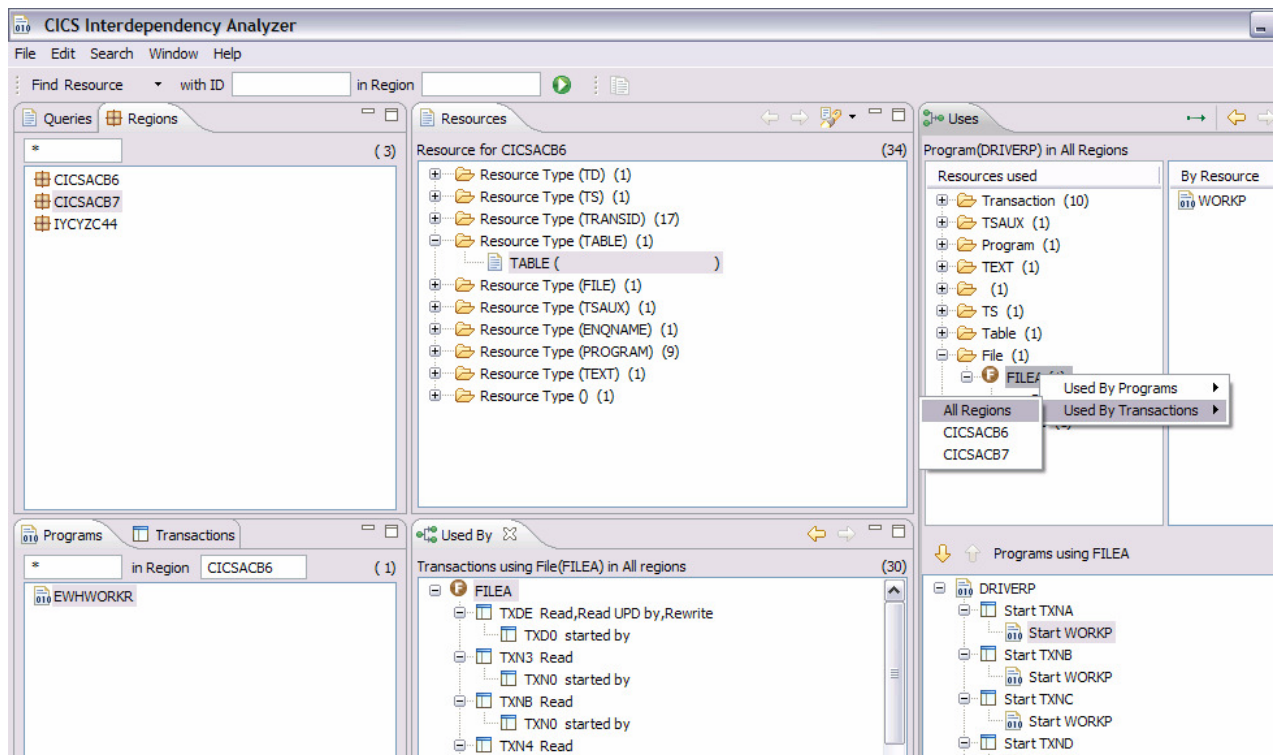 CICS Interdependency Analyzer
File Edit Search Window Help
Find Resource with ID in Region
Queries Regions
* ( 3)
CICSACB6
CICSACB7
IYCYZC44
Resources
Resource for CICSACB6 (34)
Resource Type (TD) (1)
Resource Type (TS) (1)
Resource Type (TRANSID) (17)
Resource Type (TABLE) (1)
TABLE ( )
Resource Type (FILE) (1)
Resource Type (TSAUX) (1)
Resource Type (ENQNAME) (1)
Resource Type (PROGRAM) (9)
Resource Type (TEXT) (1)
Resource Type () (1)
Uses
Program(DRIVERP) in All Regions
Resources used
Transaction (10)
TSAUX (1)
Program (1)
TEXT (1)
(1)
TS (1)
Table (1)
File (1)
FILEA
Used By Programs
Used By Transactions
All Regions
CICSACB6
CICSACB7
By Resource
WORKP
Programs Transactions
* in Region CICSACB6 ( 1)
EWHWORKR
Used By
Transactions using File(FILEA) in All regions (30)
FILEA
TXDE Read,Read UPD by,Rewrite
TXD0 started by
TXN3 Read
TXN0 started by
TXNB Read
TXN0 started by
TXN4 Read
Programs using FILEA
DRIVERP
Start TXNA
Start WORKP
Start TXNB
Start WORKP
Start TXNC
Start WORKP
Start TXND